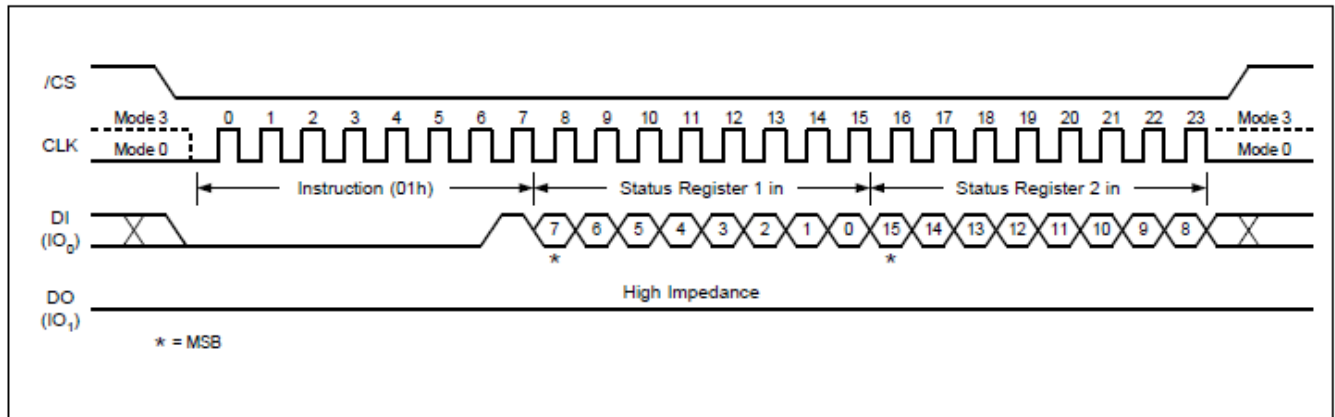 /CS
Mode 3 0 1 2 3 4 5 6 7 8 9 10 11 12 13 14 15 16 17 18 19 20 21 22 23 Mode 3
CLK
Mode 0 Mode 0
Instruction (01h) Status Register 1 in Status Register 2 in
DI
(IO₀) 7 6 5 4 3 2 1 0 15 14 13 12 11 10 9 8
* *
DO High Impedance
(IO₁)
* = MSB